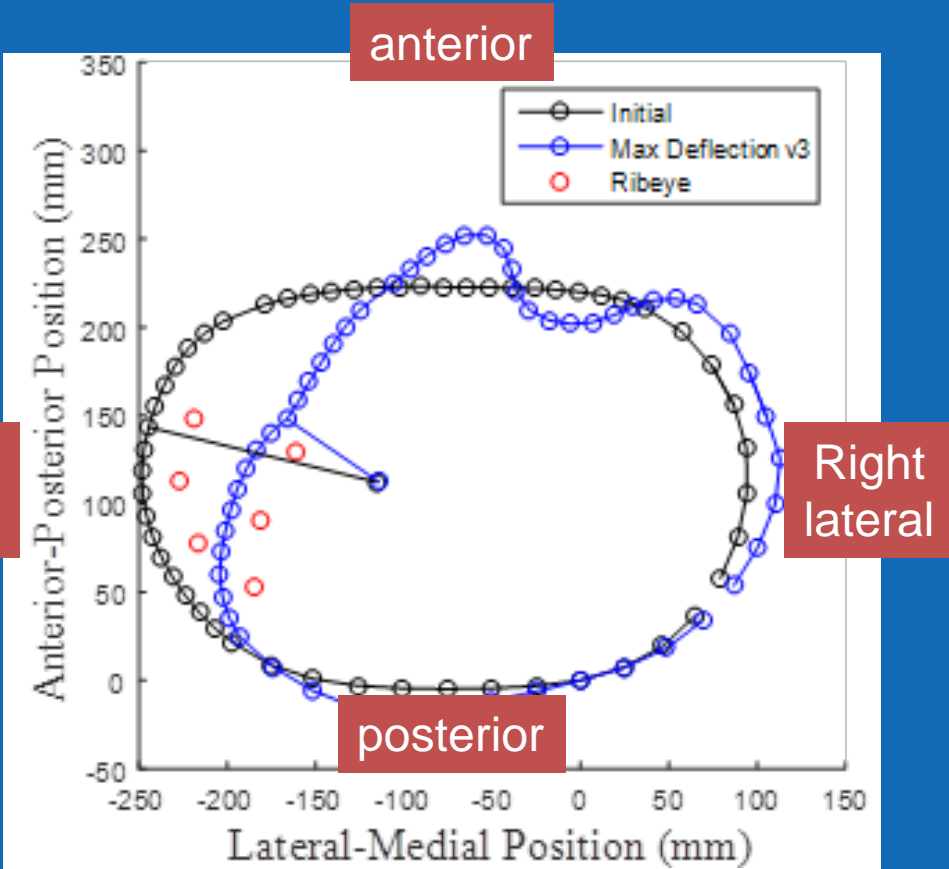 anterior
350
300
250
200
150
100
50
0
-50
Anterior-Posterior Position (mm)
Initial
Max Deflection v3
Ribeye
Right
lateral
posterior
-250 -200 -150 -100 -50 0 50 100 150
Lateral-Medial Position (mm)